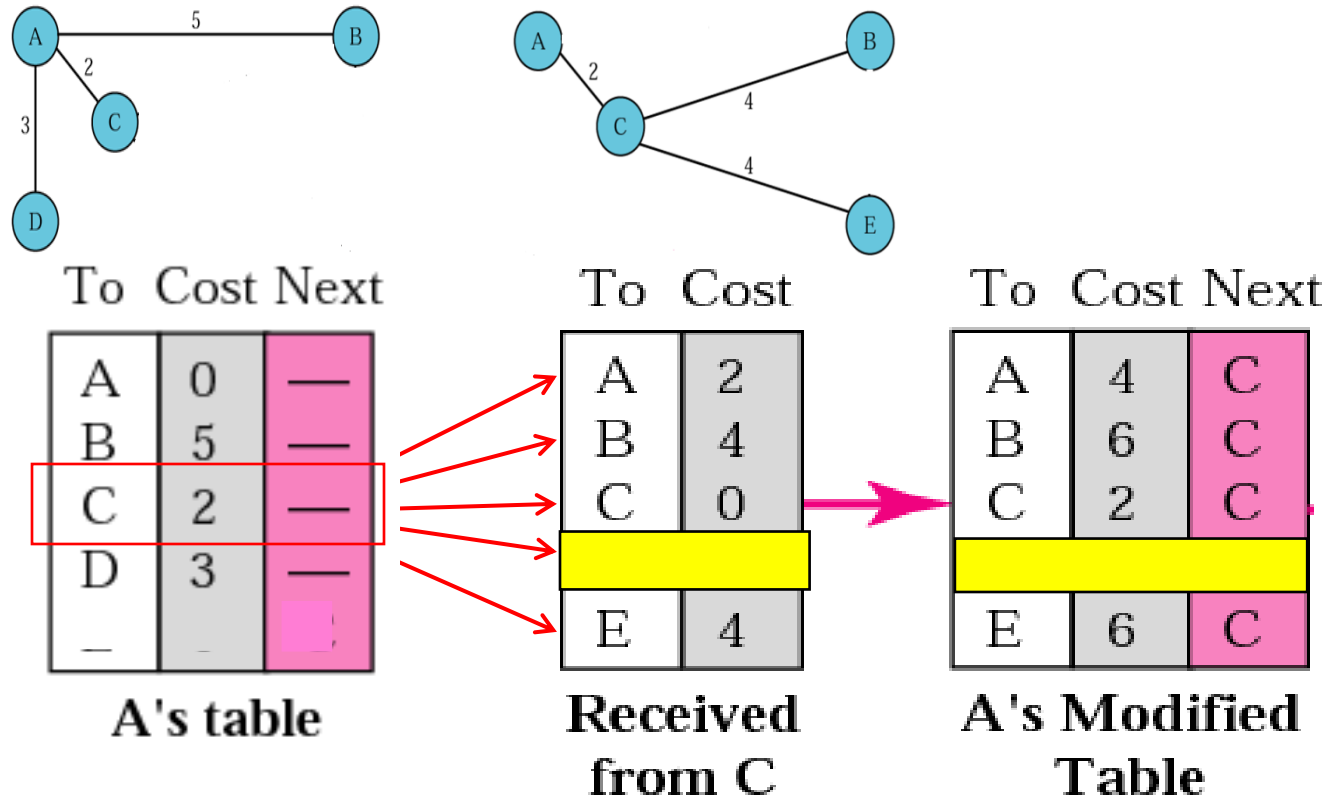 A 5 B
2
3
C
D
A
2
C
B
4
4
E
To Cost Next
A 0 —
B 5 —
C 2 —
D 3 —
To Cost
A 2
B 4
C 0
E 4
To Cost Next
A 4 C
B 6 C
C 2 C
E 6 C
A's table
Received
from C
A's Modified
Table